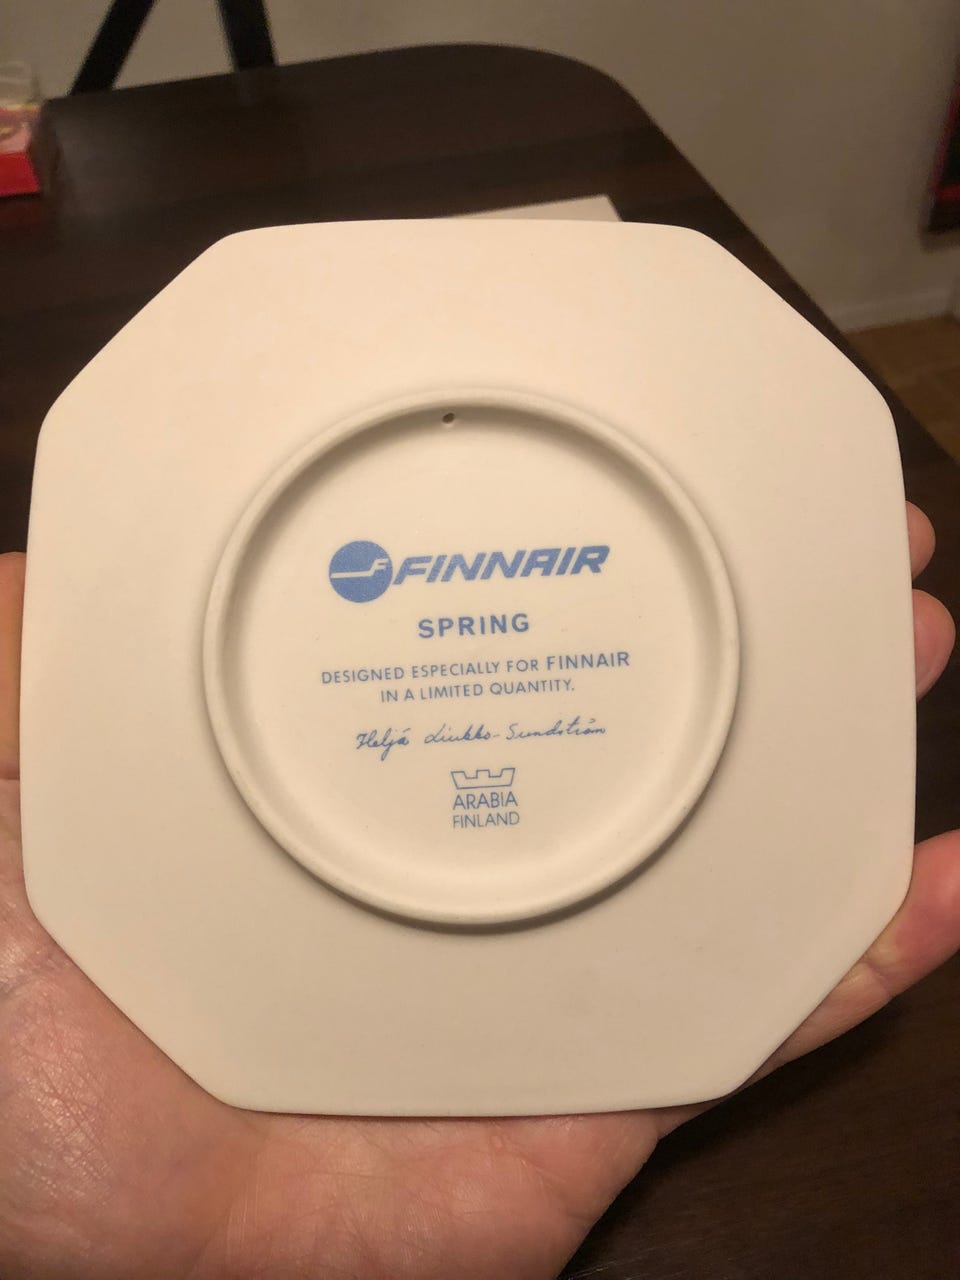 F FINNAIR
SPRING
DESIGNED ESPECIALLY FOR FINNAIR
IN A LIMITED QUANTITY.
Heljä Liukko-Sundström
ARABIA
FINLAND